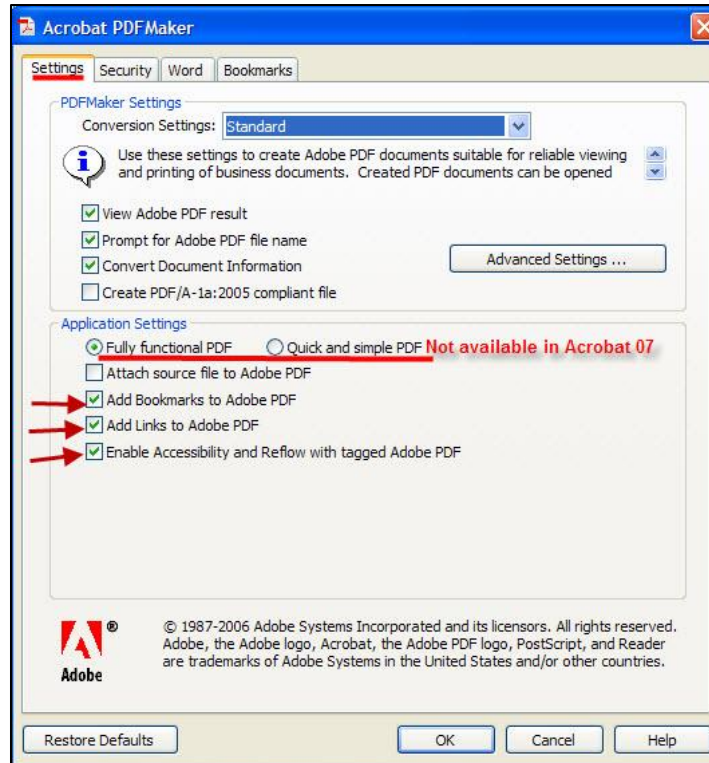 Acrobat PDFMaker
Settings Security Word Bookmarks
PDFMaker Settings
Conversion Settings: Standard
Use these settings to create Adobe PDF documents suitable for reliable viewing
and printing of business documents. Created PDF documents can be opened
View Adobe PDF result
Prompt for Adobe PDF file name
Convert Document Information
Advanced Settings ...
Create PDF/A-1a:2005 compliant file
Application Settings
Fully functional PDF Quick and simple PDF Not available in Acrobat 07
Attach source file to Adobe PDF
Add Bookmarks to Adobe PDF
Add Links to Adobe PDF
Enable Accessibility and Reflow with tagged Adobe PDF
® © 1987-2006 Adobe Systems Incorporated and its licensors. All rights reserved.
Adobe, the Adobe logo, Acrobat, the Adobe PDF logo, PostScript, and Reader
are trademarks of Adobe Systems in the United States and/or other countries.
Adobe
Restore Defaults OK Cancel Help